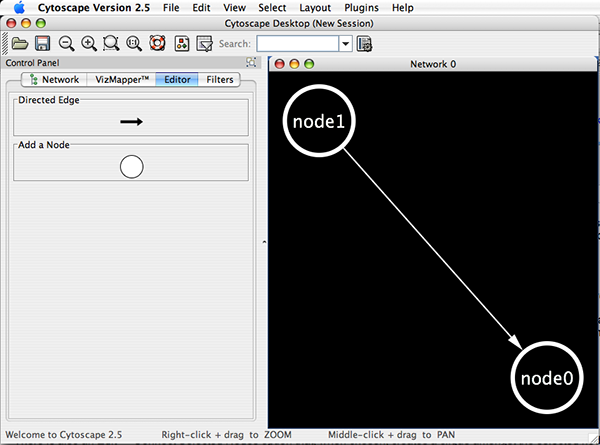 Cytoscape Version 2.5 File Edit View Select Layout Plugins Help
Cytoscape Desktop (New Session)
Search:
Control Panel
Network 0
Network VizMapper™ Editor Filters
Directed Edge
Add a Node
node1
node0
Welcome to Cytoscape 2.5 Right-click + drag to ZOOM Middle-click + drag to PAN